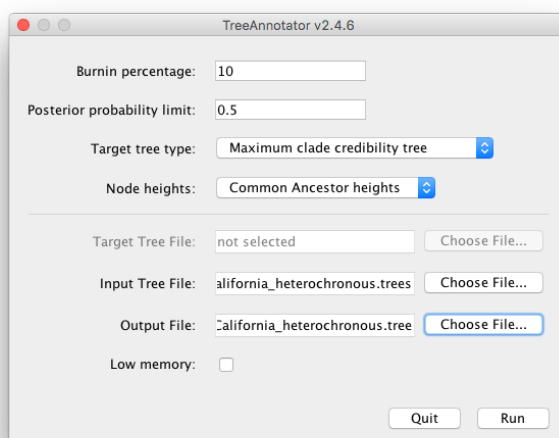 TreeAnnotator v2.4.6
Burnin percentage: 10
Posterior probability limit: 0.5
Target tree type: Maximum clade credibility tree
Node heights: Common Ancestor heights
Target Tree File: not selected Choose File...
Input Tree File: alifornia_heterochronous.trees Choose File...
Output File: California_heterochronous.tree Choose File...
Low memory:
Quit Run